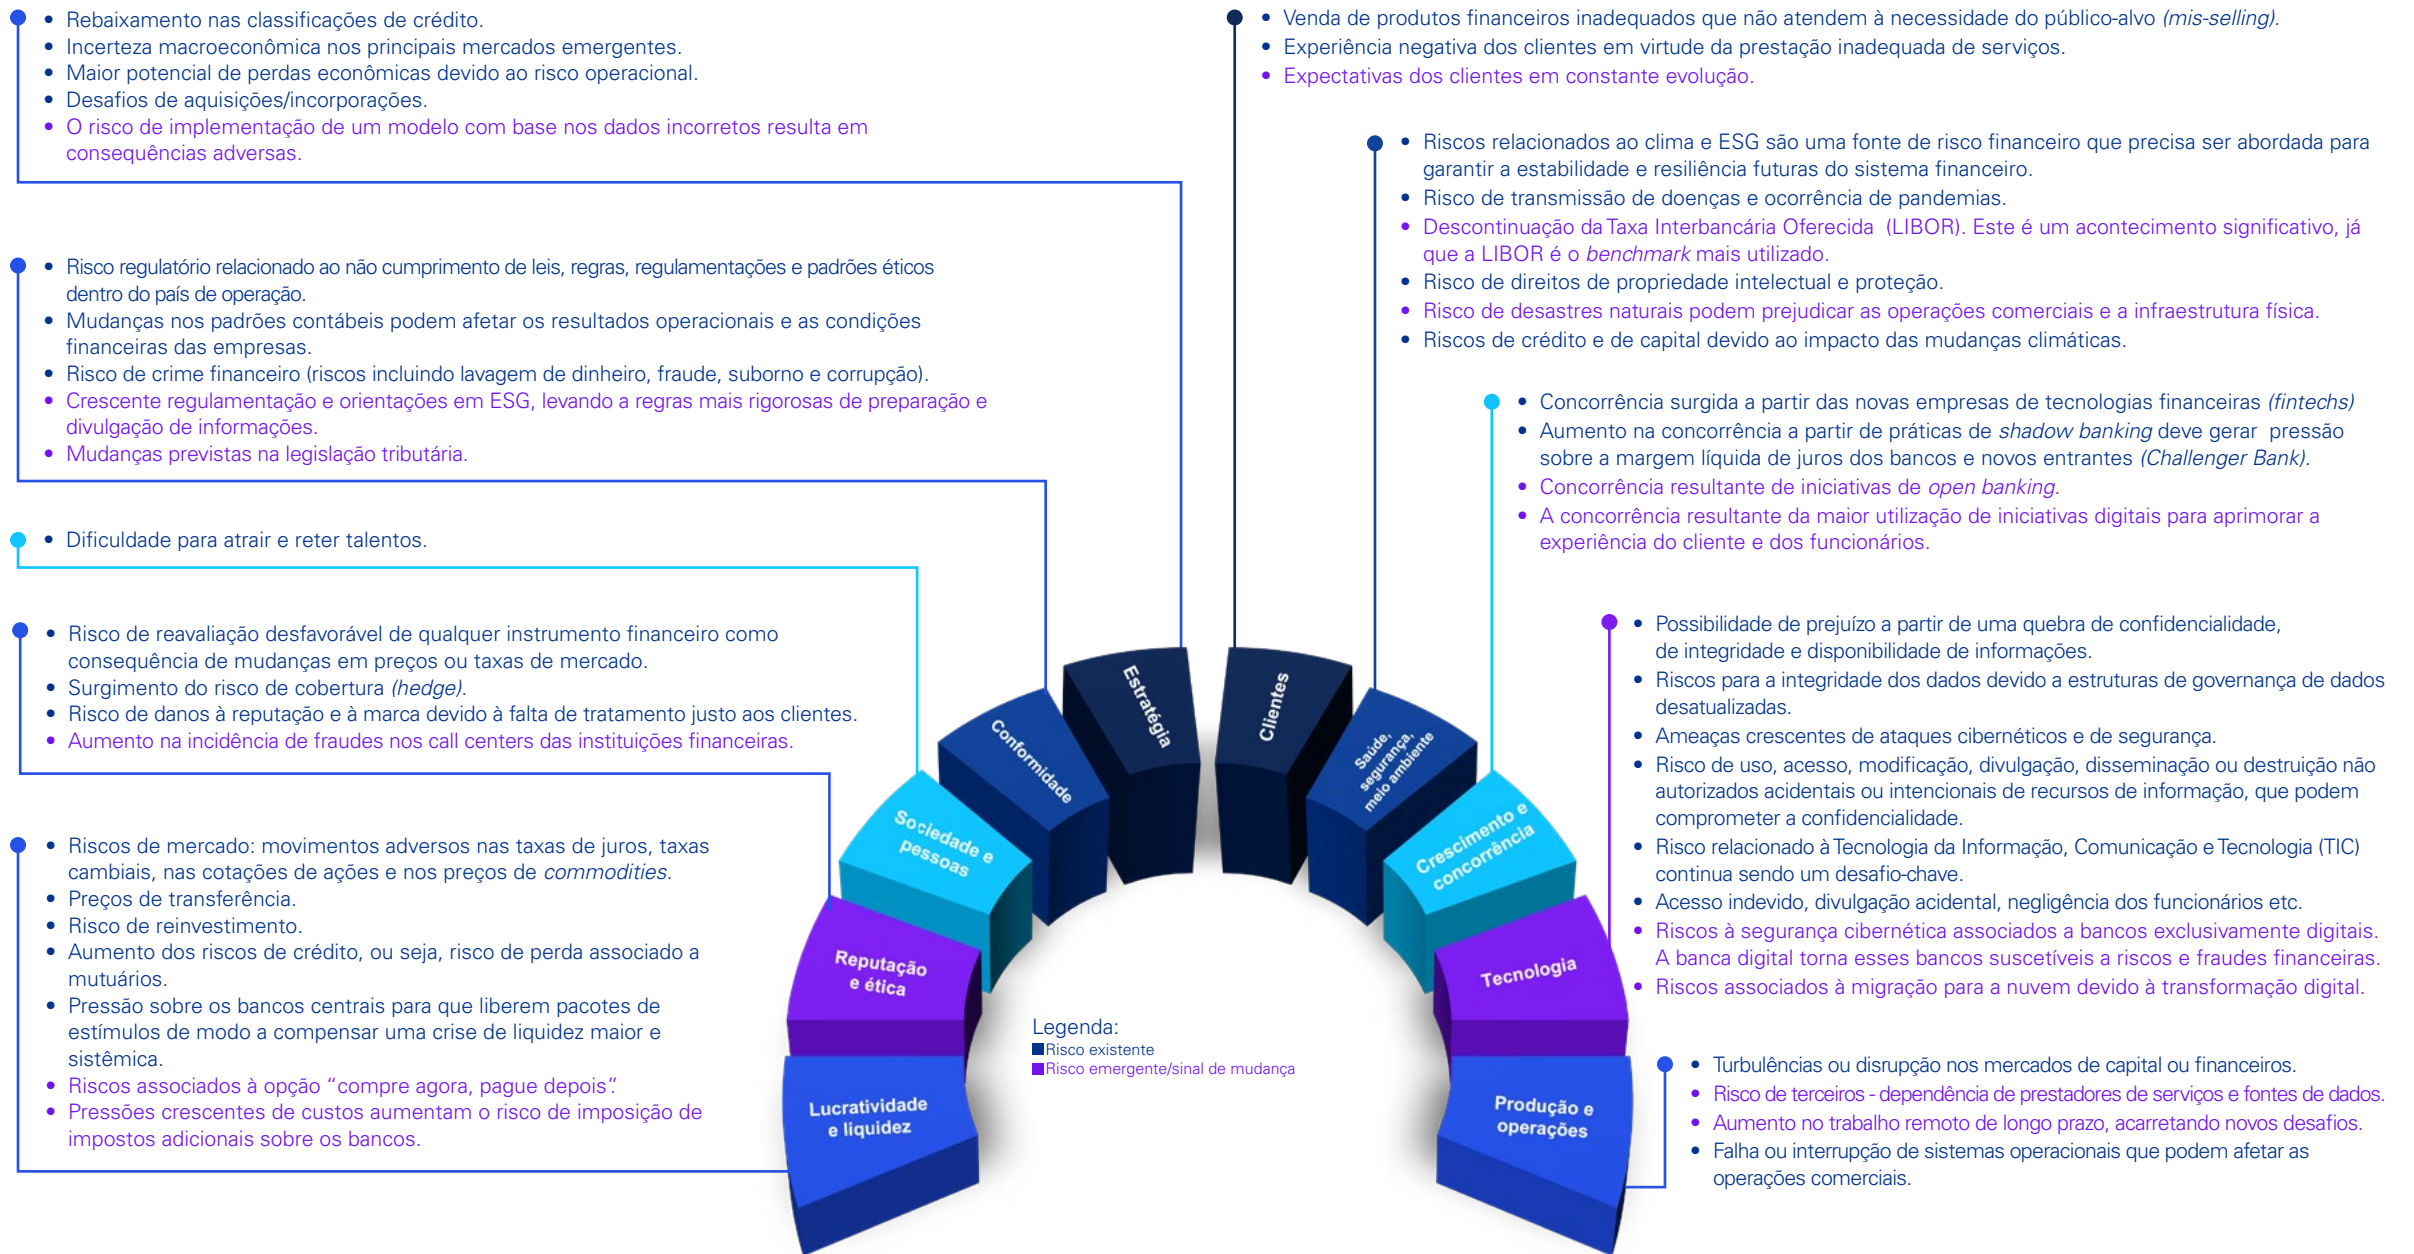 • Rebaixamento nas classificações de crédito.
• Incerteza macroeconômica nos principais mercados emergentes.
• Maior potencial de perdas econômicas devido ao risco operacional.
• Desafios de aquisições/incorporações.
• O risco de implementação de um modelo com base nos dados incorretos resulta em
consequências adversas.
• Risco regulatório relacionado ao não cumprimento de leis, regras, regulamentações e padrões éticos
dentro do país de operação.
• Mudanças nos padrões contábeis podem afetar os resultados operacionais e as condições
financeiras das empresas.
• Risco de crime financeiro (riscos incluindo lavagem de dinheiro, fraude, suborno e corrupção).
• Crescente regulamentação e orientações em ESG, levando a regras mais rigorosas de preparação e
divulgação de informações.
• Mudanças previstas na legislação tributária.
• Dificuldade para atrair e reter talentos.
• Risco de reavaliação desfavorável de qualquer instrumento financeiro como
consequência de mudanças em preços ou taxas de mercado.
• Surgimento do risco de cobertura (hedge).
• Risco de danos à reputação e à marca devido à falta de tratamento justo aos clientes.
• Aumento na incidência de fraudes nos call centers das instituições financeiras.
• Riscos de mercado: movimentos adversos nas taxas de juros, taxas
cambiais, nas cotações de ações e nos preços de commodities.
• Preços de transferência.
• Risco de reinvestimento.
• Aumento dos riscos de crédito, ou seja, risco de perda associado a
mutuários.
• Pressão sobre os bancos centrais para que liberem pacotes de
estímulos de modo a compensar uma crise de liquidez maior e
sistêmica.
• Riscos associados à opção “compre agora, pague depois”.
• Pressões crescentes de custos aumentam o risco de imposição de
impostos adicionais sobre os bancos.
• Venda de produtos financeiros inadequados que não atendem à necessidade do público-alvo (mis-selling).
• Experiência negativa dos clientes em virtude da prestação inadequada de serviços.
• Expectativas dos clientes em constante evolução.
• Riscos relacionados ao clima e ESG são uma fonte de risco financeiro que precisa ser abordada para
garantir a estabilidade e resiliência futuras do sistema financeiro.
• Risco de transmissão de doenças e ocorrência de pandemias.
• Descontinuação da Taxa Interbancária Oferecida (LIBOR). Este é um acontecimento significativo, já
que a LIBOR é o benchmark mais utilizado.
• Risco de direitos de propriedade intelectual e proteção.
• Risco de desastres naturais podem prejudicar as operações comerciais e a infraestrutura física.
• Riscos de crédito e de capital devido ao impacto das mudanças climáticas.
• Concorrência surgida a partir das novas empresas de tecnologias financeiras (fintechs)
• Aumento na concorrência a partir de práticas de shadow banking deve gerar pressão
sobre a margem líquida de juros dos bancos e novos entrantes (Challenger Bank).
• Concorrência resultante de iniciativas de open banking.
• A concorrência resultante da maior utilização de iniciativas digitais para aprimorar a
experiência do cliente e dos funcionários.
• Possibilidade de prejuízo a partir de uma quebra de confidencialidade,
de integridade e disponibilidade de informações.
• Riscos para a integridade dos dados devido a estruturas de governança de dados
desatualizadas.
• Ameaças crescentes de ataques cibernéticos e de segurança.
• Risco de uso, acesso, modificação, divulgação, disseminação ou destruição não
autorizados acidentais ou intencionais de recursos de informação, que podem
comprometer a confidencialidade.
• Risco relacionado à Tecnologia da Informação, Comunicação e Tecnologia (TIC)
continua sendo um desafio-chave.
• Acesso indevido, divulgação acidental, negligência dos funcionários etc.
• Riscos à segurança cibernética associados a bancos exclusivamente digitais.
A banca digital torna esses bancos suscetíveis a riscos e fraudes financeiras.
• Riscos associados à migração para a nuvem devido à transformação digital.
• Turbulências ou disrupção nos mercados de capital ou financeiros.
• Risco de terceiros - dependência de prestadores de serviços e fontes de dados.
• Aumento no trabalho remoto de longo prazo, acarretando novos desafios.
• Falha ou interrupção de sistemas operacionais que podem afetar as
operações comerciais.
Estratégia
Conformidade
Sociedade e
pessoas
Reputação
e ética
Lucratividade
e liquidez
Clientes
Saúde,
segurança,
meio ambiente
Crescimento e
concorrência
Tecnologia
Produção e
operações
Legenda:
Risco existente
Risco emergente/sinal de mudança